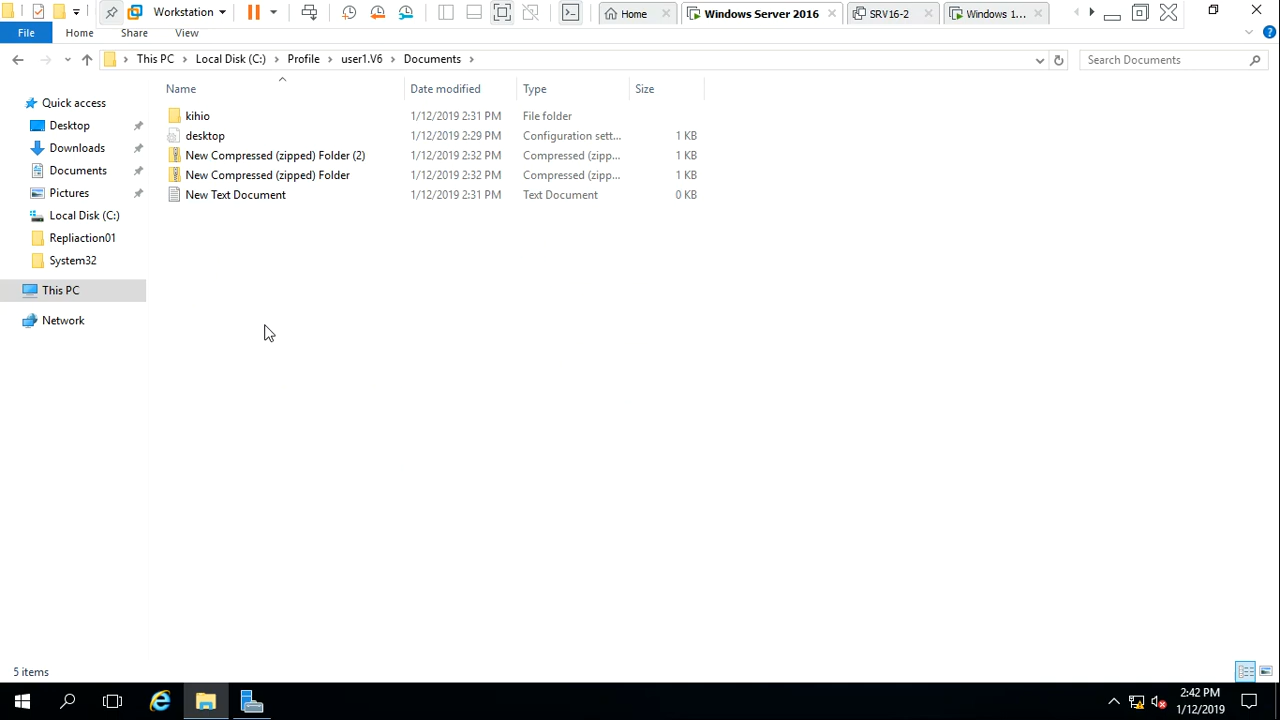 Workstation
Home
Windows Server 2016
SRV16-2
Windows 1...
File
Home
Share
View
This PC
Local Disk (C:)
Profile
user1.V6
Documents
Search Documents
Name
Date modified
Type
Size
Quick access
Desktop
Downloads
Documents
Pictures
Local Disk (C:)
Repliaction01
System32
This PC
Network
kihio 1/12/2019 2:31 PM File folder
desktop 1/12/2019 2:29 PM Configuration sett... 1 KB
New Compressed (zipped) Folder (2) 1/12/2019 2:32 PM Compressed (zipp... 1 KB
New Compressed (zipped) Folder 1/12/2019 2:32 PM Compressed (zipp... 1 KB
New Text Document 1/12/2019 2:31 PM Text Document 0 KB
5 items
2:42 PM
1/12/2019